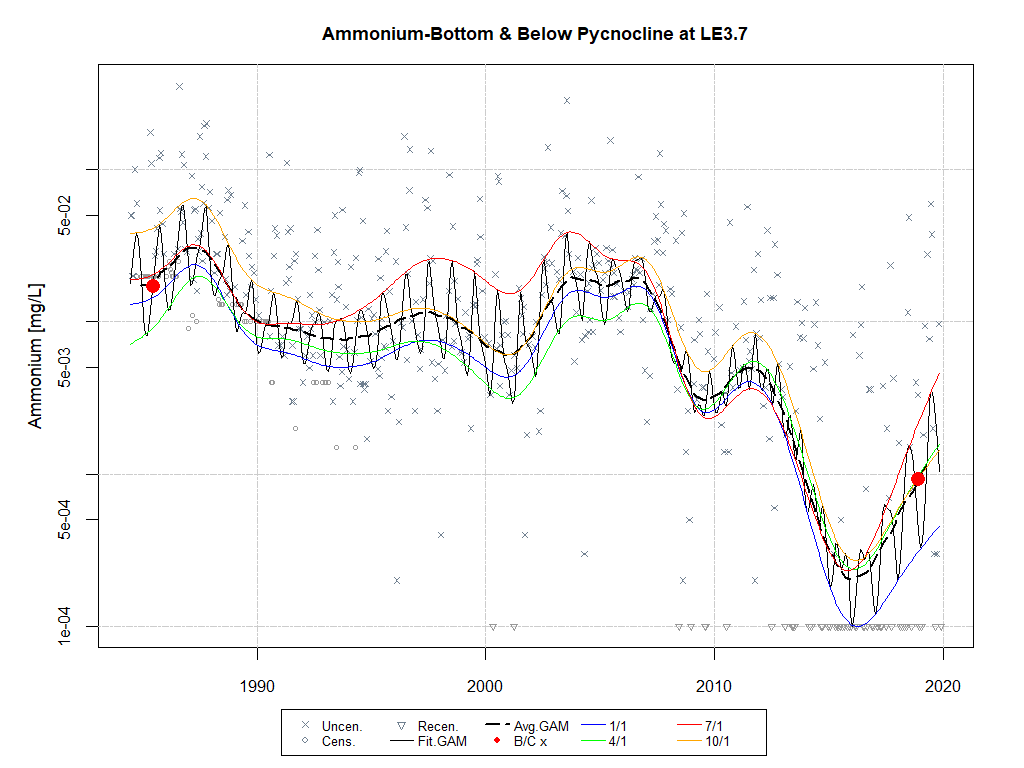 Ammonium-Bottom & Below Pycnocline at LE3.7
Ammonium [mg/L]
5e-02
5e-03
5e-04
1e-04
1990 2000 2010 2020
Uncen. Recen. Avg.GAM 1/1 7/1
Cens. Fit.GAM B/C x 4/1 10/1